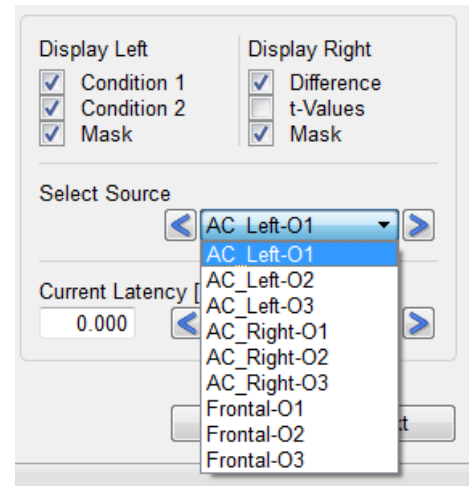 Display Left
Display Right
Condition 1
Difference
Condition 2
t-Values
Mask
Mask
Select Source
AC_Left-O1
AC_Left-O1
AC_Left-O2
Current Latency [
AC_Left-O3
0.000
AC_Right-O1
AC_Right-O2
AC_Right-O3
Frontal-O1
Frontal-O2
Frontal-O3